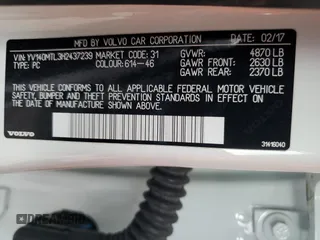 MFD BY VOLVO CAR CORPORATION DATE: 02/17
VIN: YV140MTL3H2437239 MARKET CODE: 31 GVWR: 4870 LB
TYPE: PC COLOUR: 614-46 GAWR FRONT: 2630 LB
GAWR REAR: 2370 LB
THIS VEHICLE CONFORMS TO ALL APPLICABLE FEDERAL MOTOR VEHICLE
SAFETY, BUMPER, AND THEFT PREVENTION STANDARDS IN EFFECT ON
THE DATE OF MANUFACTURE SHOWN ABOVE.
VOLVO
31416040